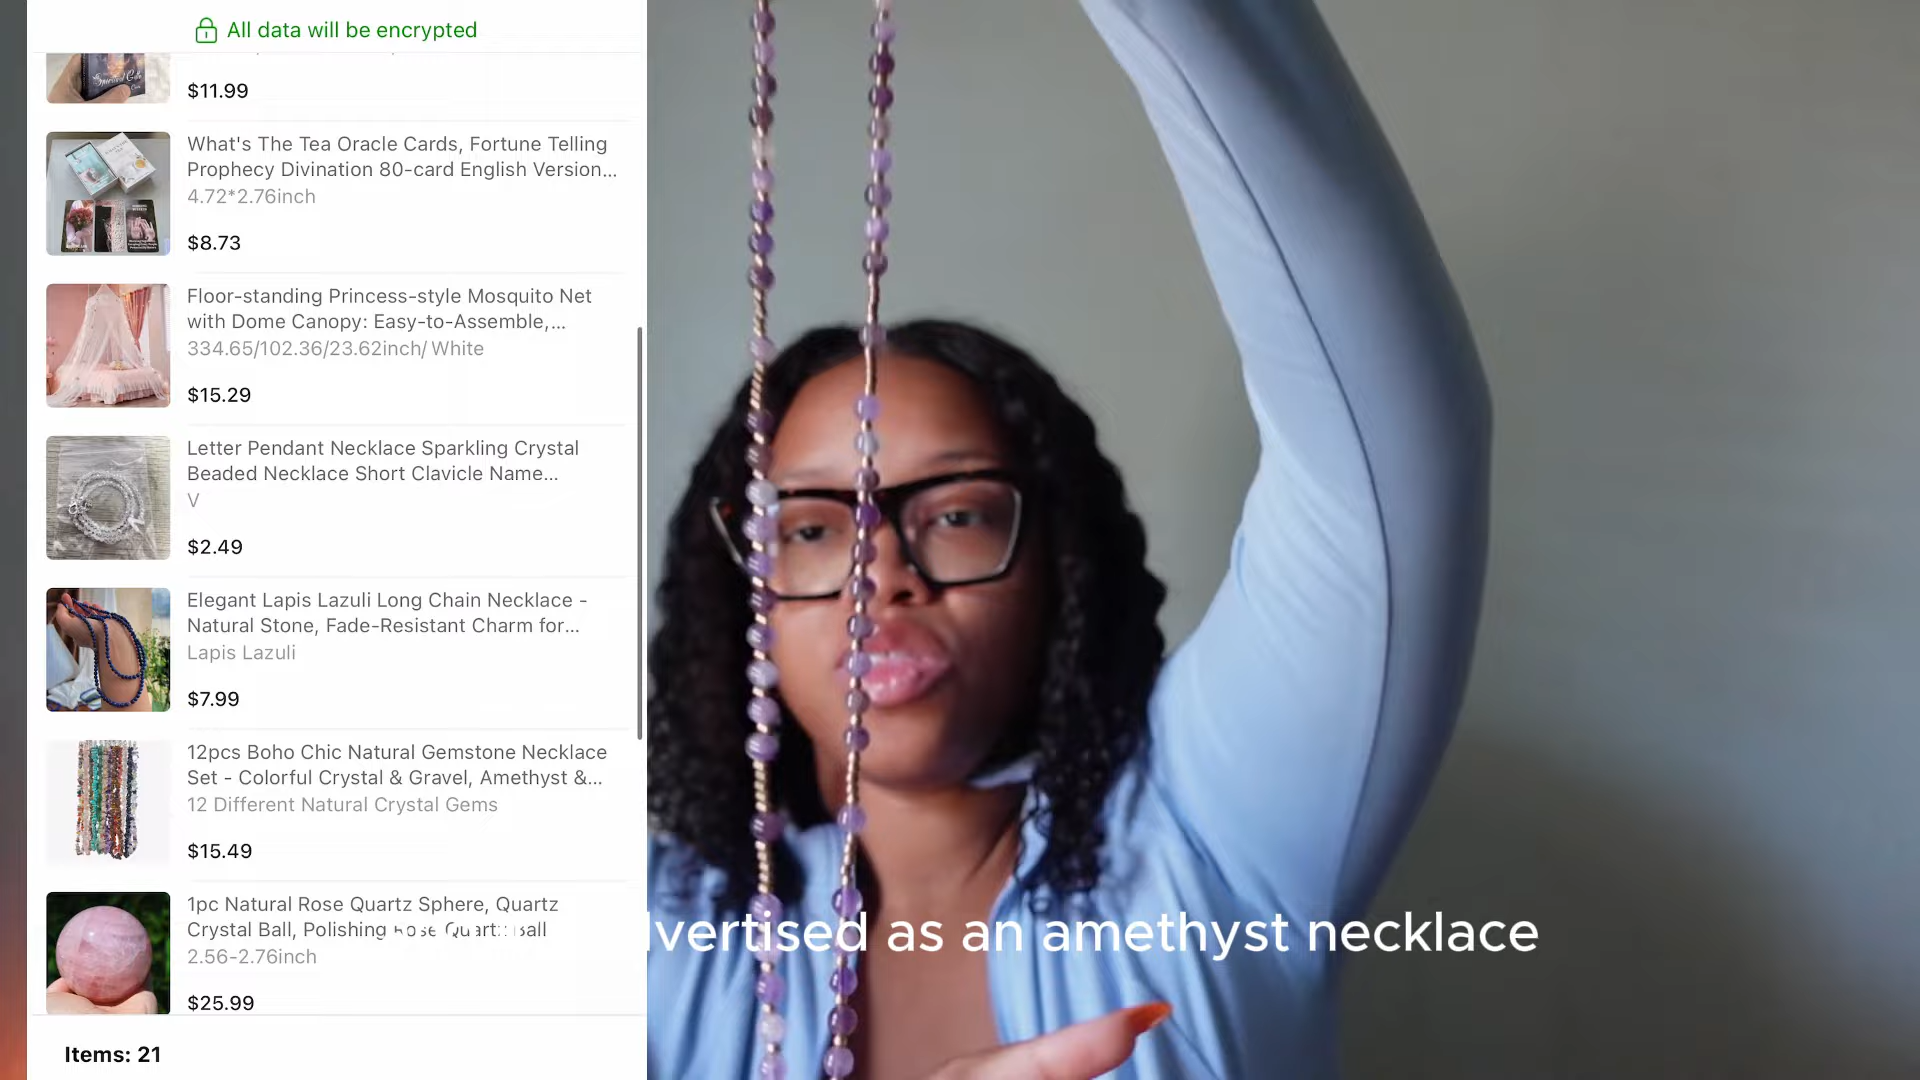 All data will be encrypted
$11.99
What's The Tea Oracle Cards, Fortune Telling
Prophecy Divination 80-card English Version...
4.72*2.76inch
$8.73
Floor-standing Princess-style Mosquito Net
with Dome Canopy: Easy-to-Assemble,...
334.65/102.36/23.62inch/ White
$15.29
Letter Pendant Necklace Sparkling Crystal
Beaded Necklace Short Clavicle Name...
V
$2.49
Elegant Lapis Lazuli Long Chain Necklace -
Natural Stone, Fade-Resistant Charm for...
Lapis Lazuli
$7.99
12pcs Boho Chic Natural Gemstone Necklace
Set - Colorful Crystal & Gravel, Amethyst &...
12 Different Natural Crystal Gems
$15.49
1pc Natural Rose Quartz Sphere, Quartz
Crystal Ball, Polishing Rose Quartz Ball
2.56-2.76inch
$25.99
Items: 21
dvertised as an amethyst necklace